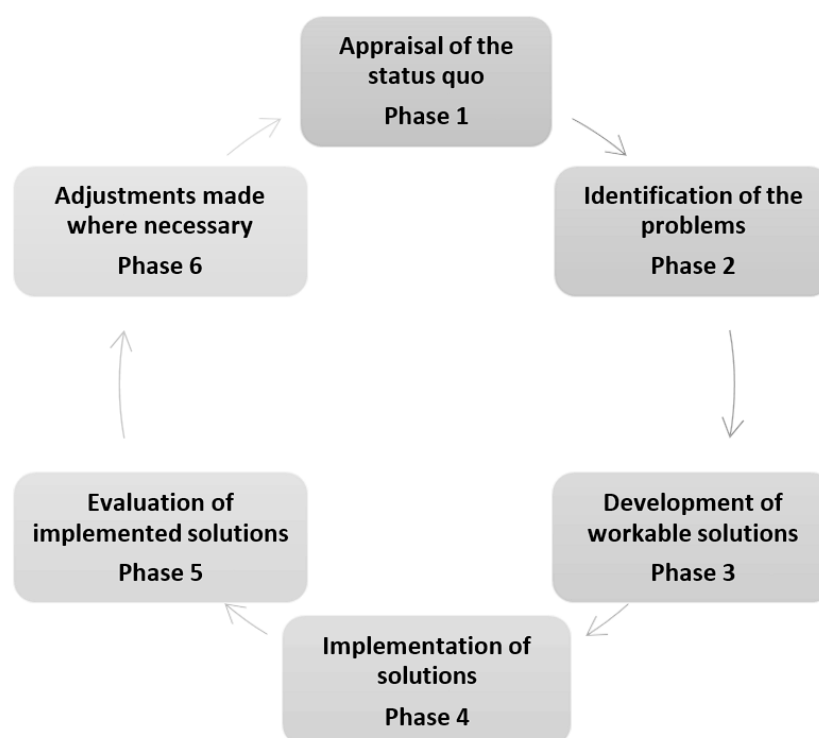 Appraisal of the
status quo
Phase 1
Identification of the
problems
Phase 2
Development of
workable solutions
Phase 3
Implementation of
solutions
Phase 4
Evaluation of
implemented solutions
Phase 5
Adjustments made
where necessary
Phase 6